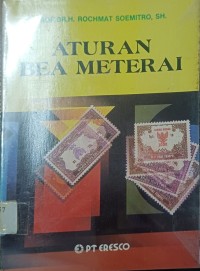 H. ROCHMAT SOEMITRO, SH.
ATURAN
BEA METERAI
PT. ERESCO